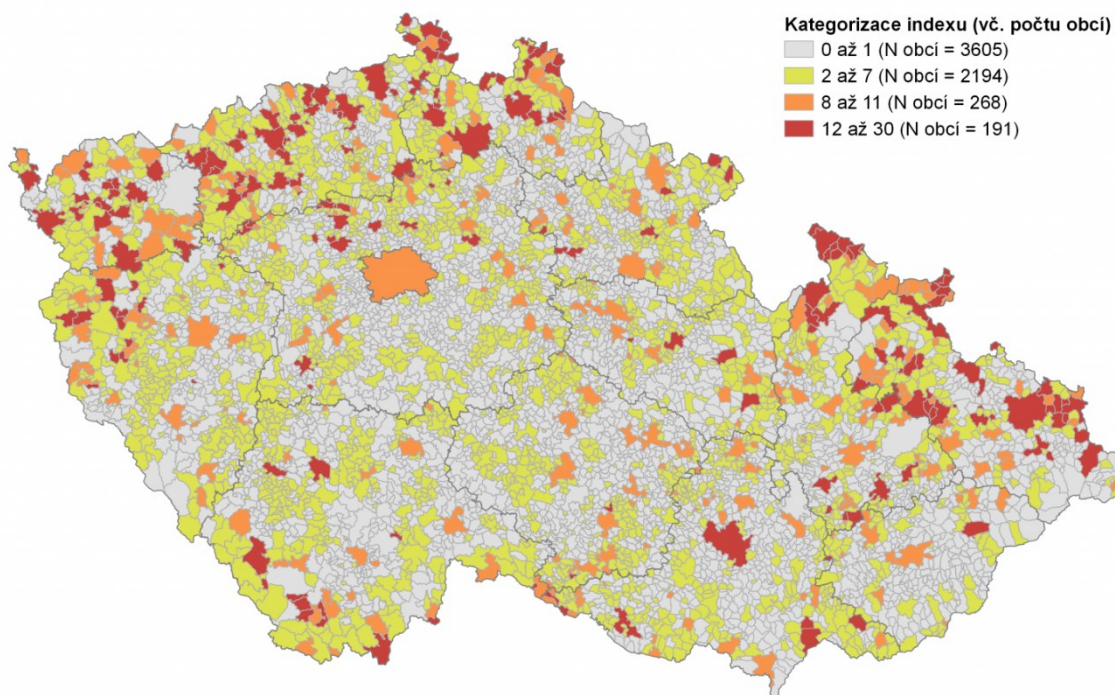 Kategorizace indexu (vč. počtu obcí)
0 až 1 (N obcí = 3605)
2 až 7 (N obcí = 2194)
8 až 11 (N obcí = 268)
12 až 30 (N obcí = 191)